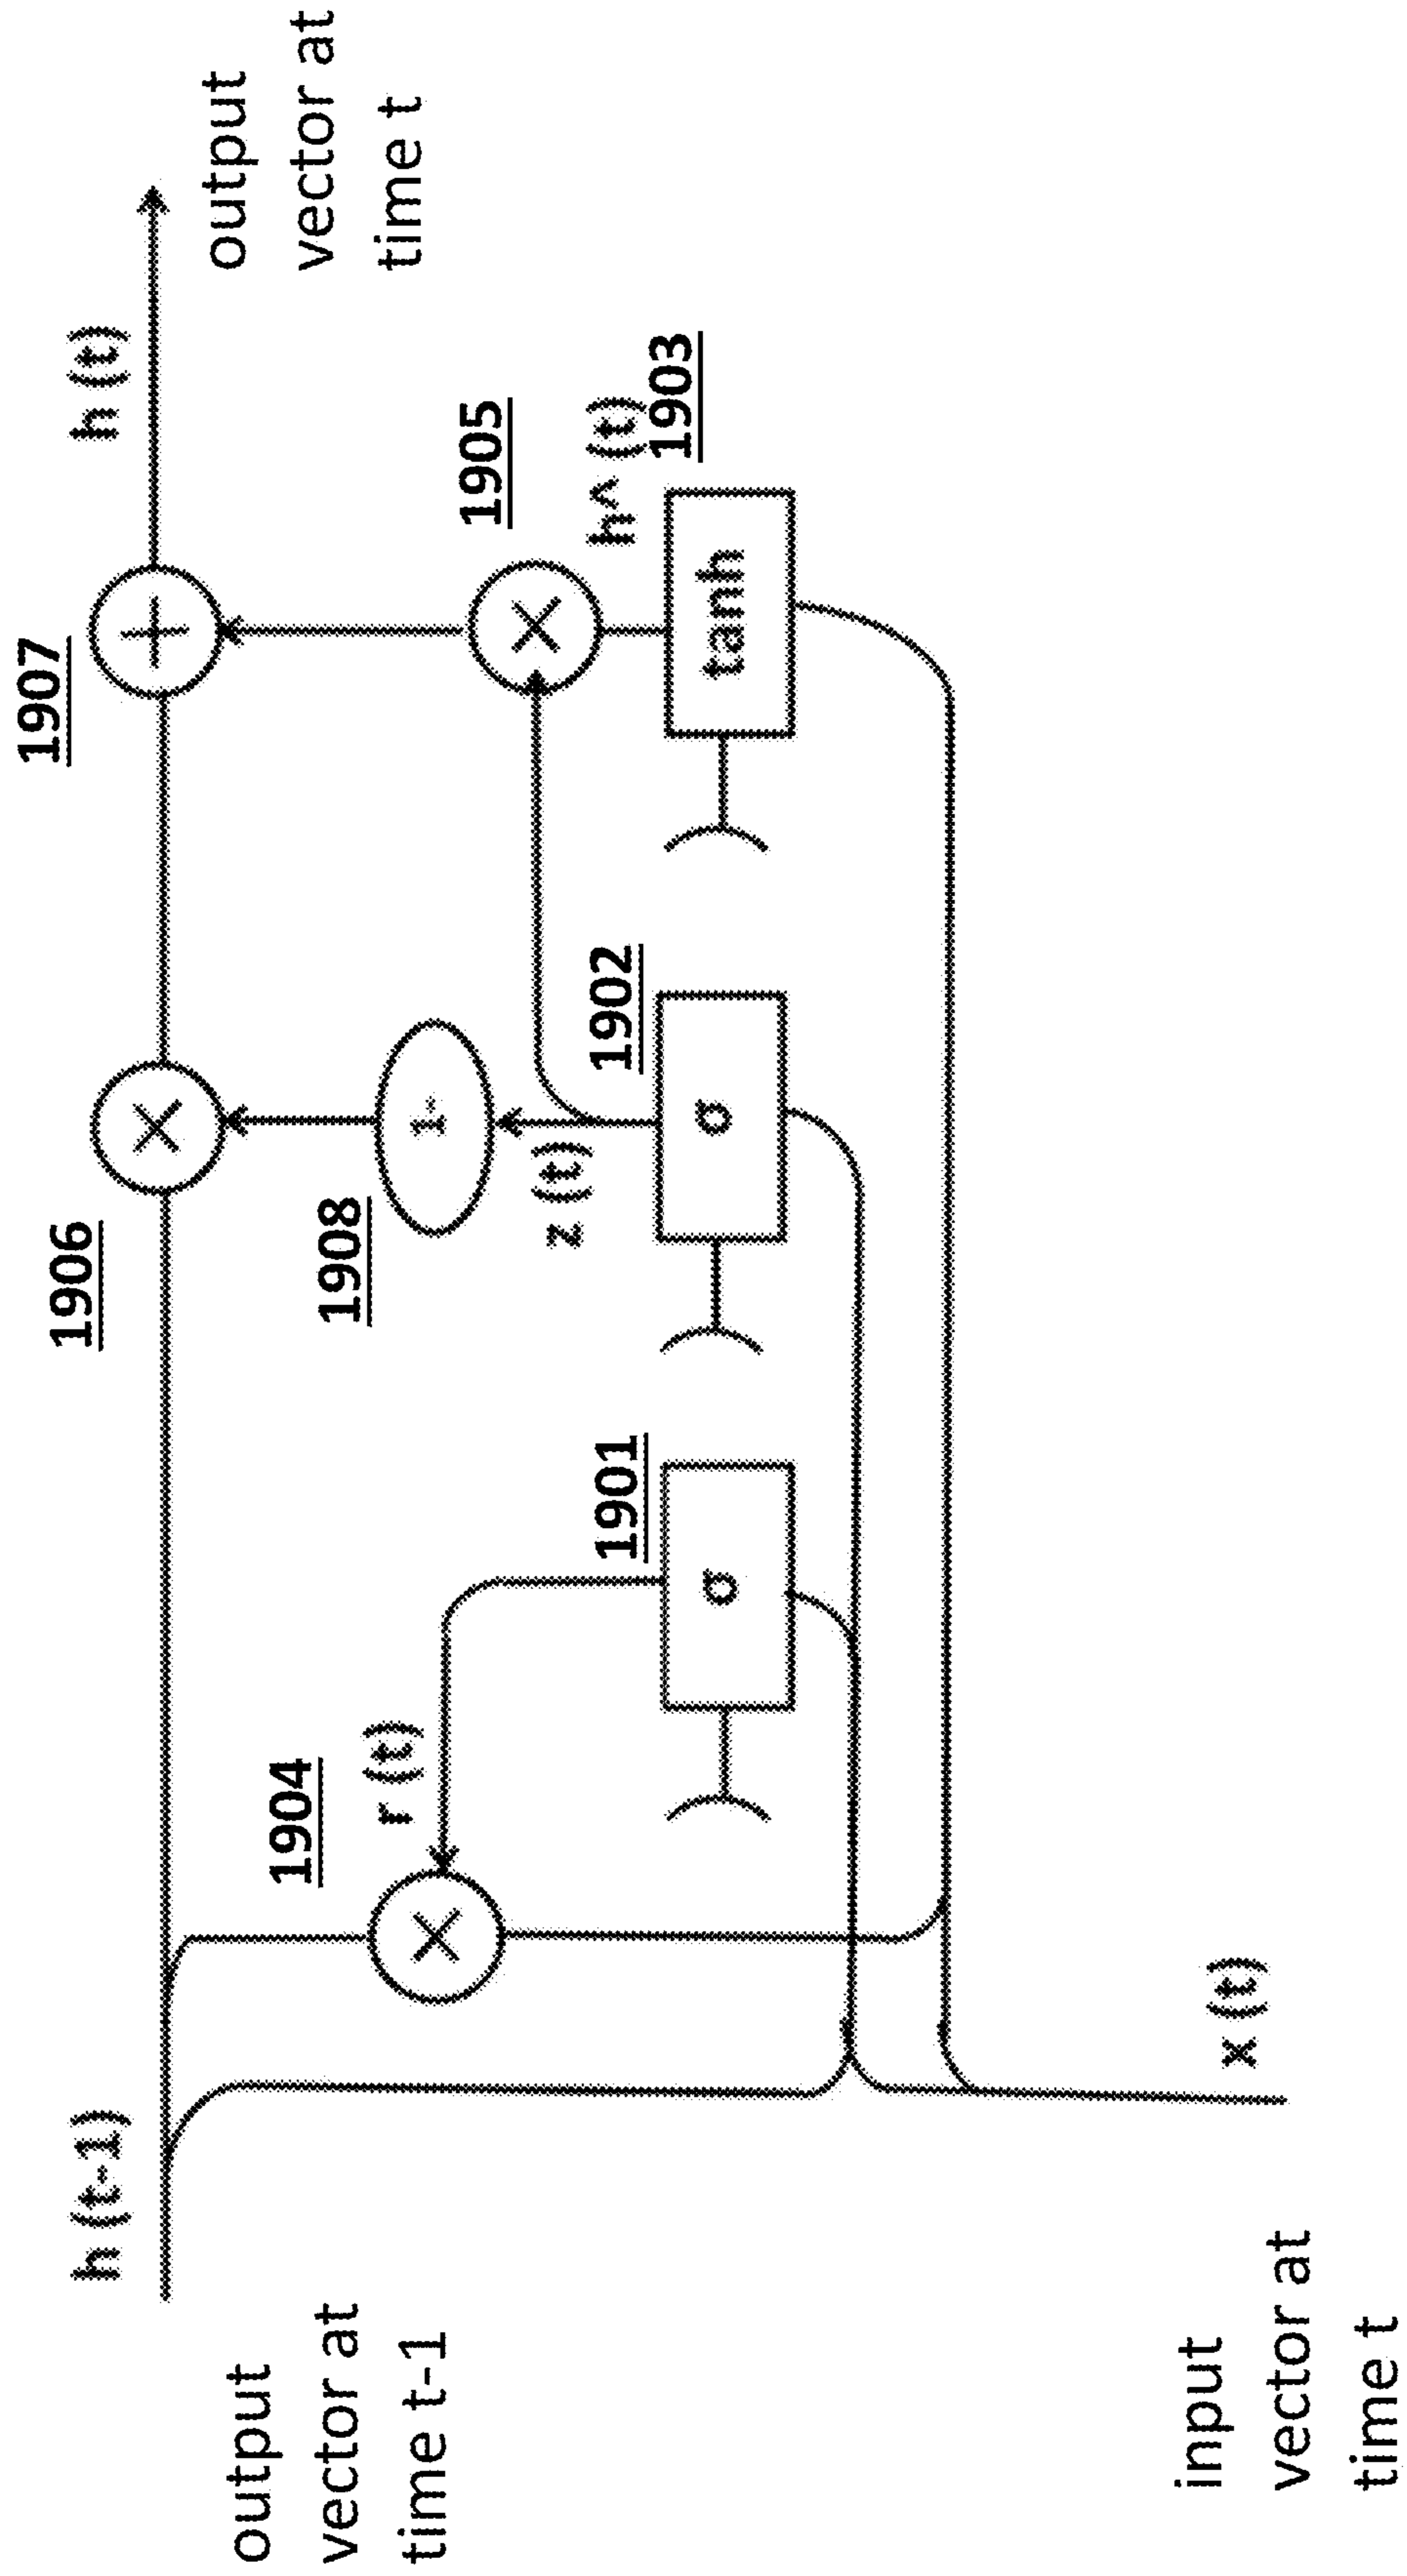 1907
h (t)
h (t-1)
1906
output
vector at
time t
output
vector at
time t-1
1904
1908
1-
1905
r (t)
z (t)
h^ (t)
1901
1902
1903
σ
σ
tanh
x (t)
input
vector at
time t